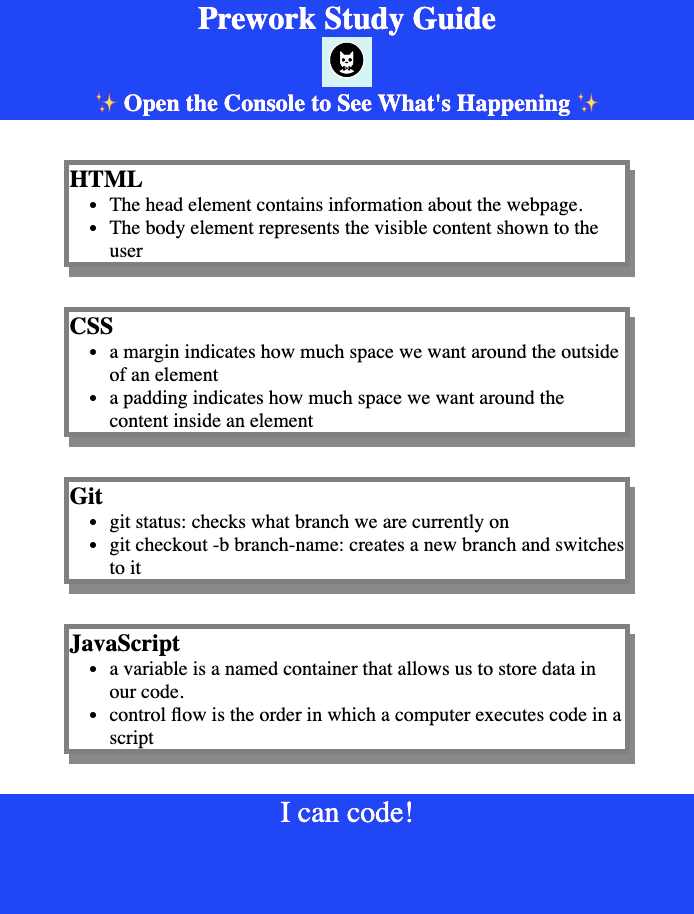 Prework Study Guide
✨ Open the Console to See What's Happening ✨
HTML
• The head element contains information about the webpage.
• The body element represents the visible content shown to the
user
CSS
• a margin indicates how much space we want around the outside
of an element
• a padding indicates how much space we want around the
content inside an element
Git
• git status: checks what branch we are currently on
• git checkout -b branch-name: creates a new branch and switches
to it
JavaScript
• a variable is a named container that allows us to store data in
our code.
• control flow is the order in which a computer executes code in a
script
I can code!